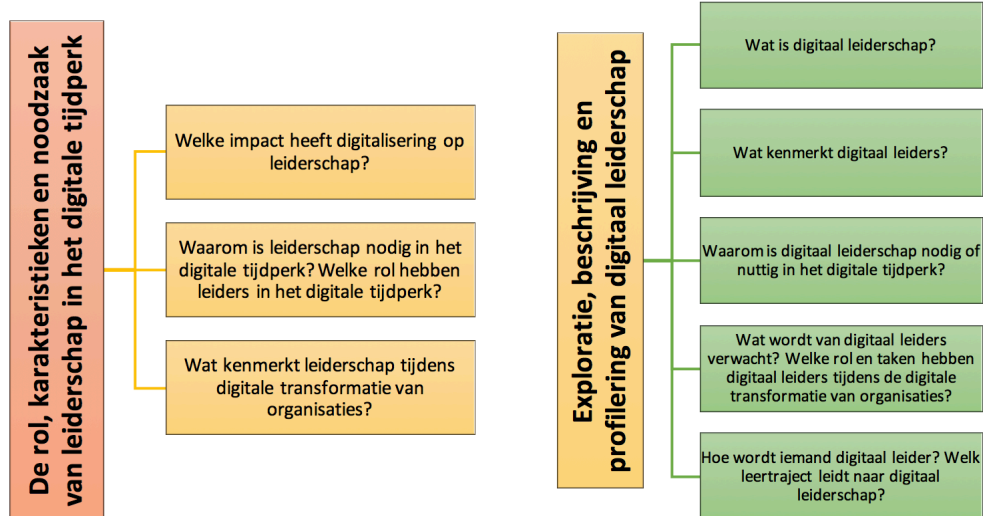 De rol, karakteristieken en noodzaak
van leiderschap in het digitale tijdperk
Welke impact heeft digitalisering op
leiderschap?
Waarom is leiderschap nodig in het
digitale tijdperk? Welke rol hebben
leiders in het digitale tijdperk?
Wat kenmerkt leiderschap tijdens
digitale transformatie van
organisaties?
Exploratie, beschrijving en
profilering van digitaal leiderschap
Wat is digitaal leiderschap?
Wat kenmerkt digitaal leiders?
Waarom is digitaal leiderschap nodig of
nuttig in het digitale tijdperk?
Wat wordt van digitaal leiders
verwacht? Welke rol en taken hebben
digitaal leiders tijdens de digitale
transformatie van organisaties?
Hoe wordt iemand digitaal leider? Welk
leertraject leidt naar digitaal
leiderschap?